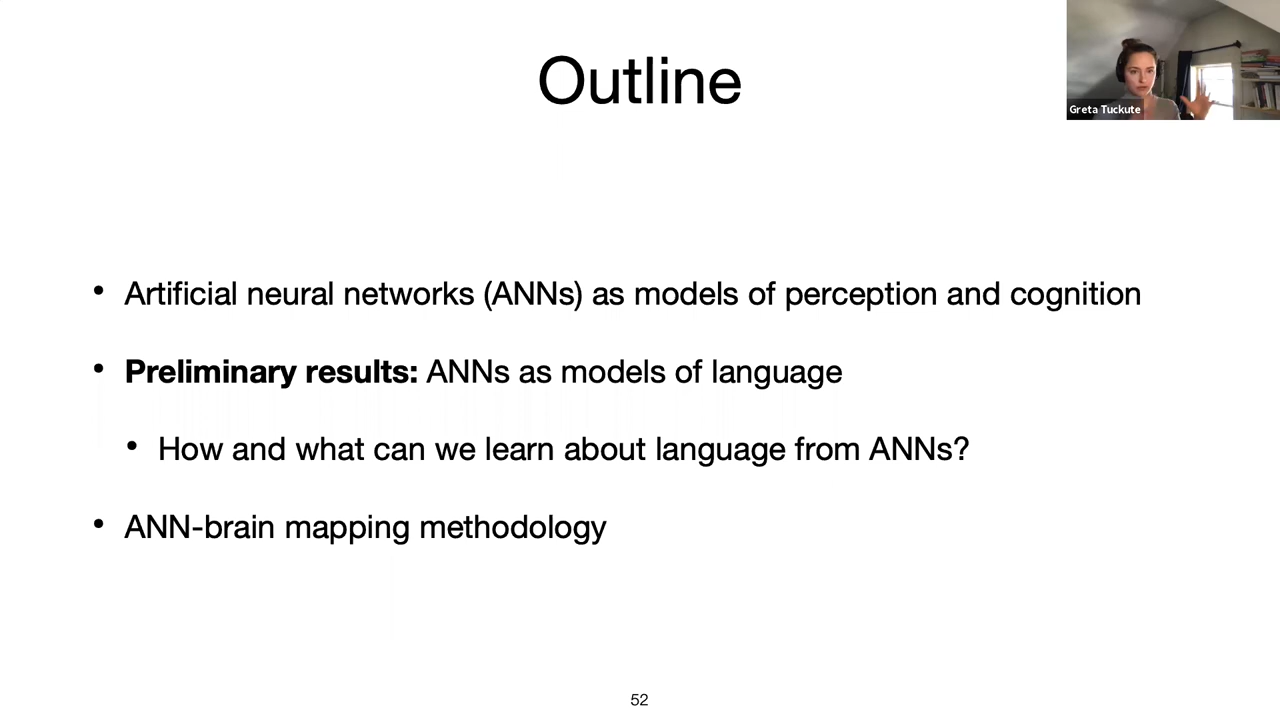 Outline
Greta Tuckute
• Artificial neural networks (ANNs) as models of perception and cognition
• Preliminary results: ANNs as models of language
• How and what can we learn about language from ANNs?
• ANN-brain mapping methodology
52